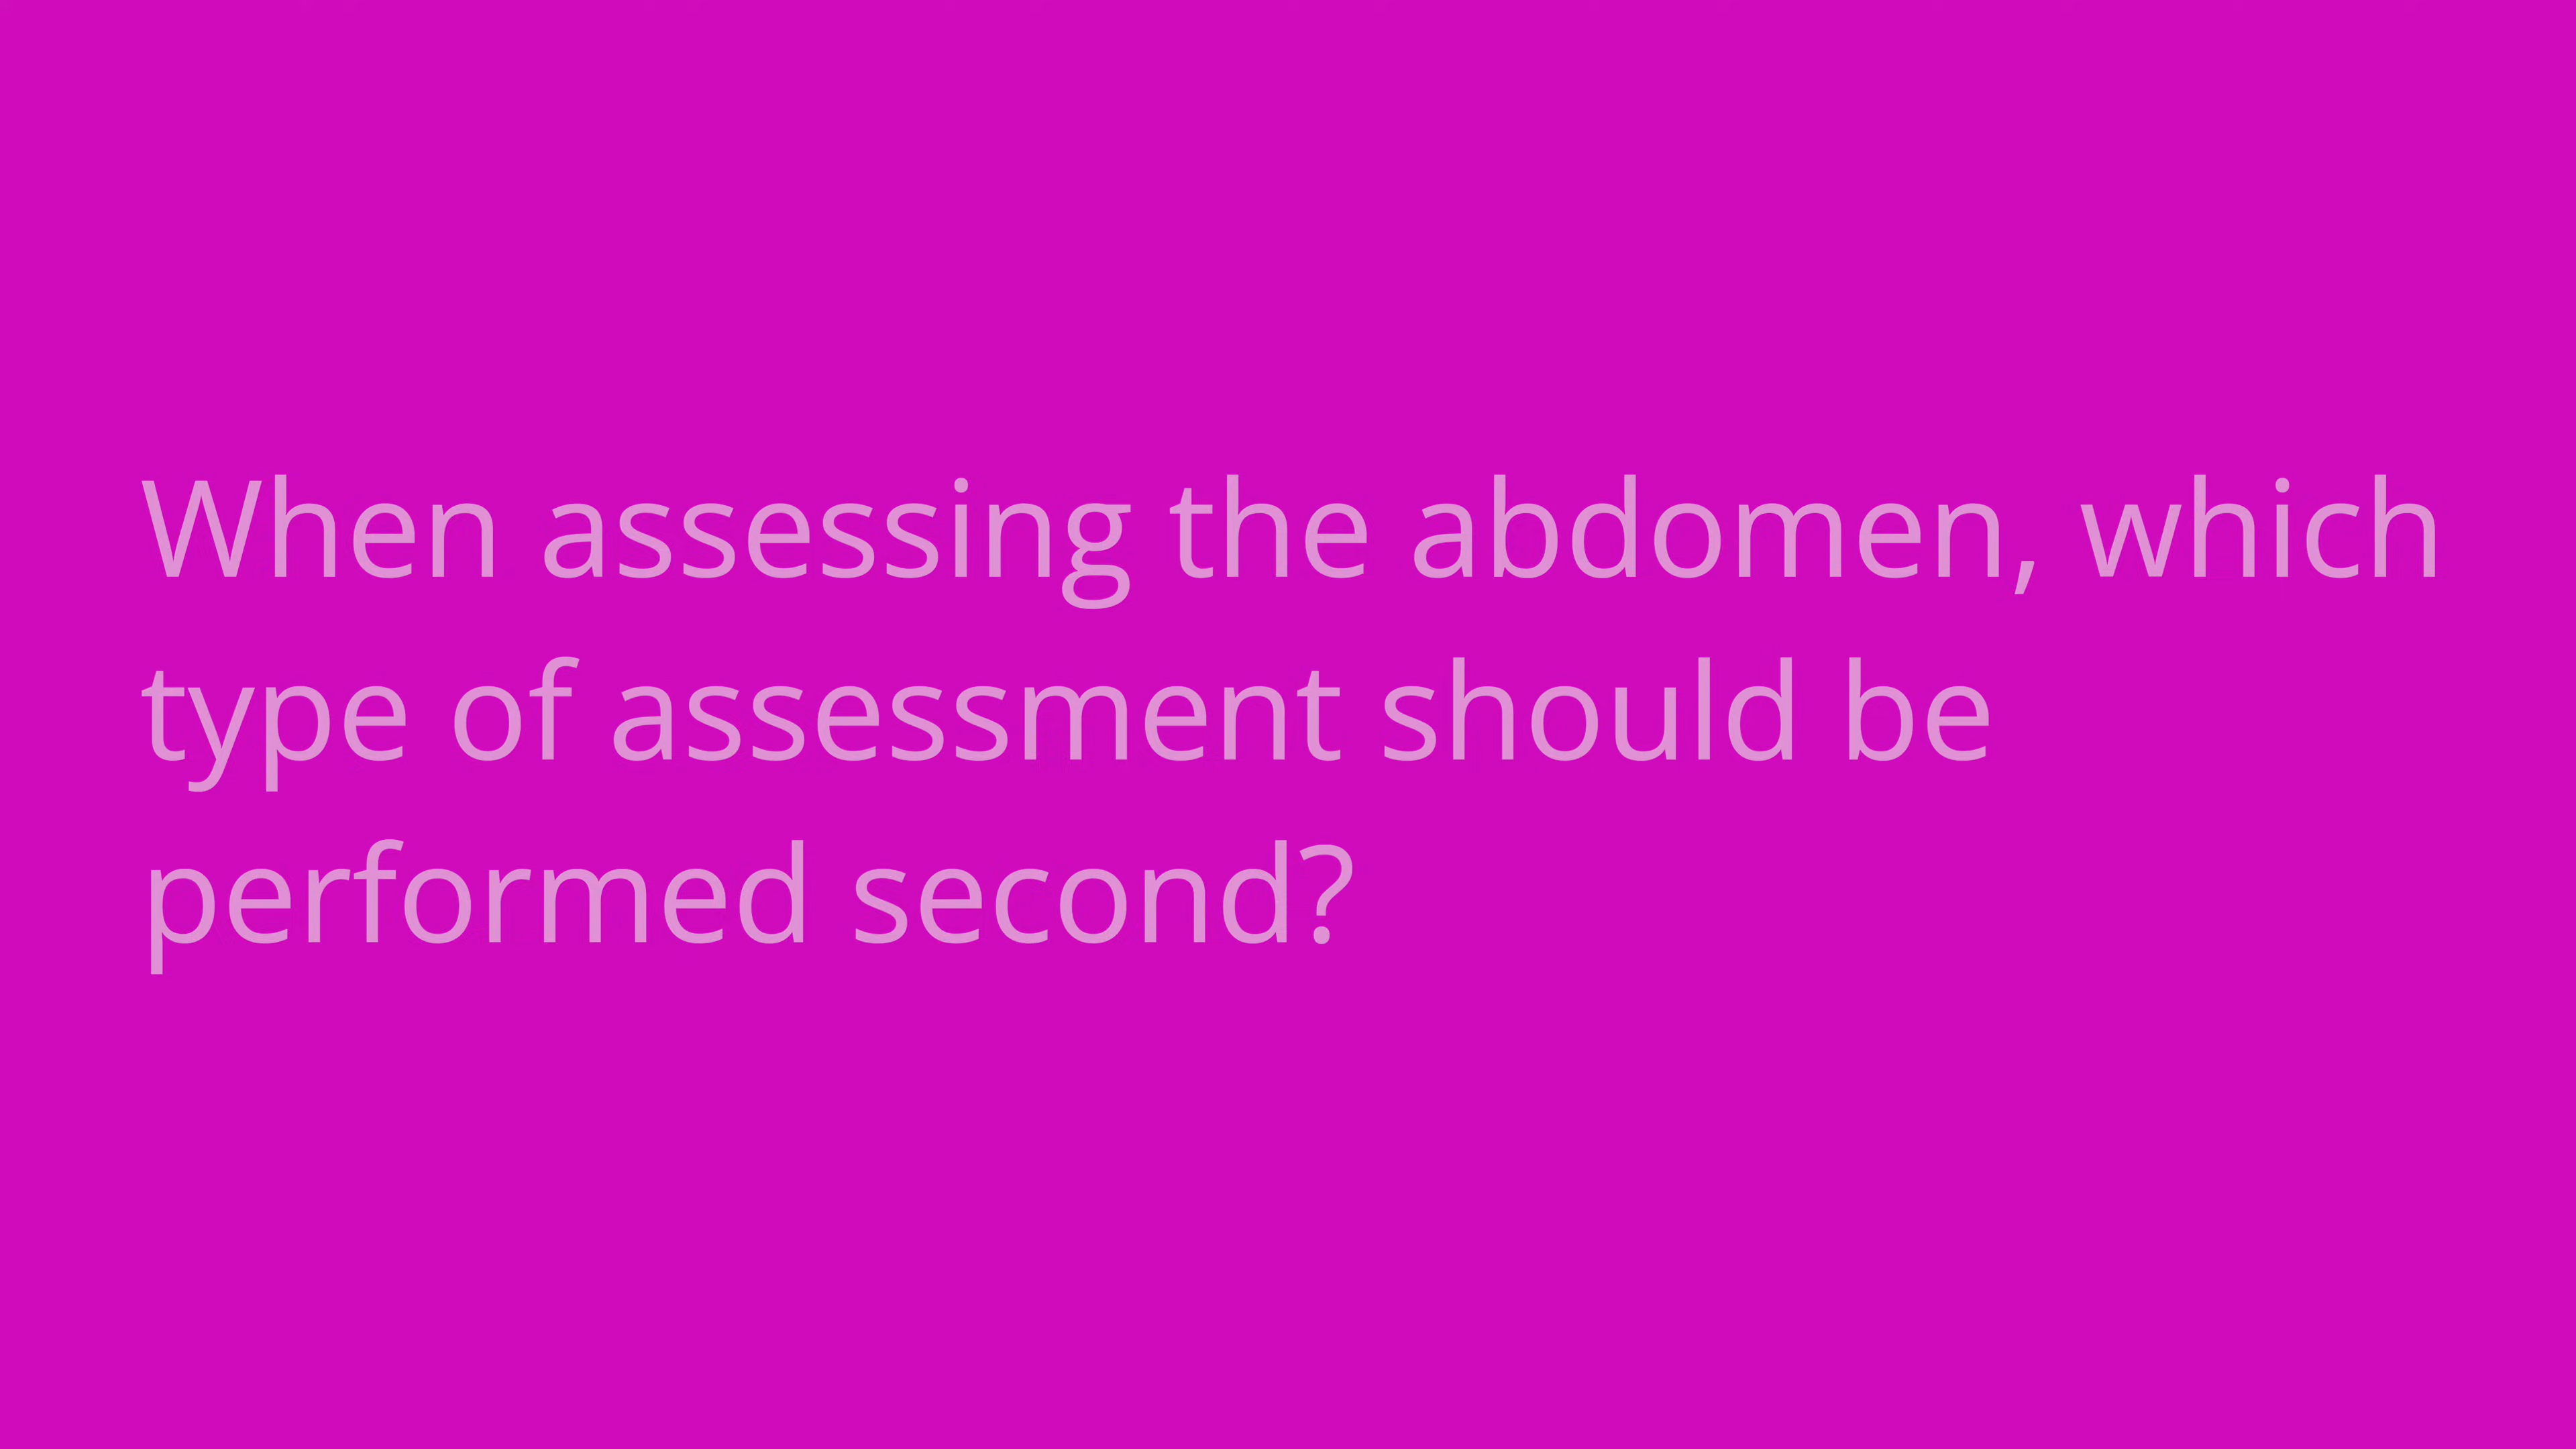 When assessing the abdomen, which
type of assessment should be
performed second?